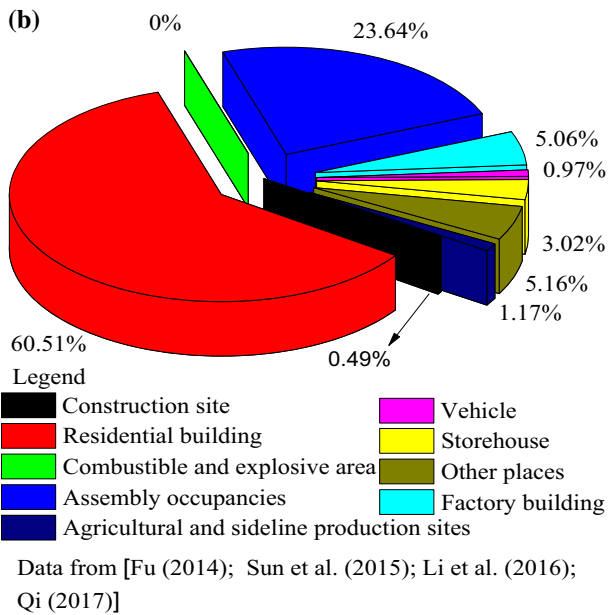 (b)
0%
23.64%
5.06%
0.97%
3.02%
5.16%
1.17%
0.49%
60.51%
Legend
Construction site
Residential building
Combustible and explosive area
Assembly occupancies
Agricultural and sideline production sites
Vehicle
Storehouse
Other places
Factory building
Data from [Fu (2014); Sun et al. (2015); Li et al. (2016);
Qi (2017)]